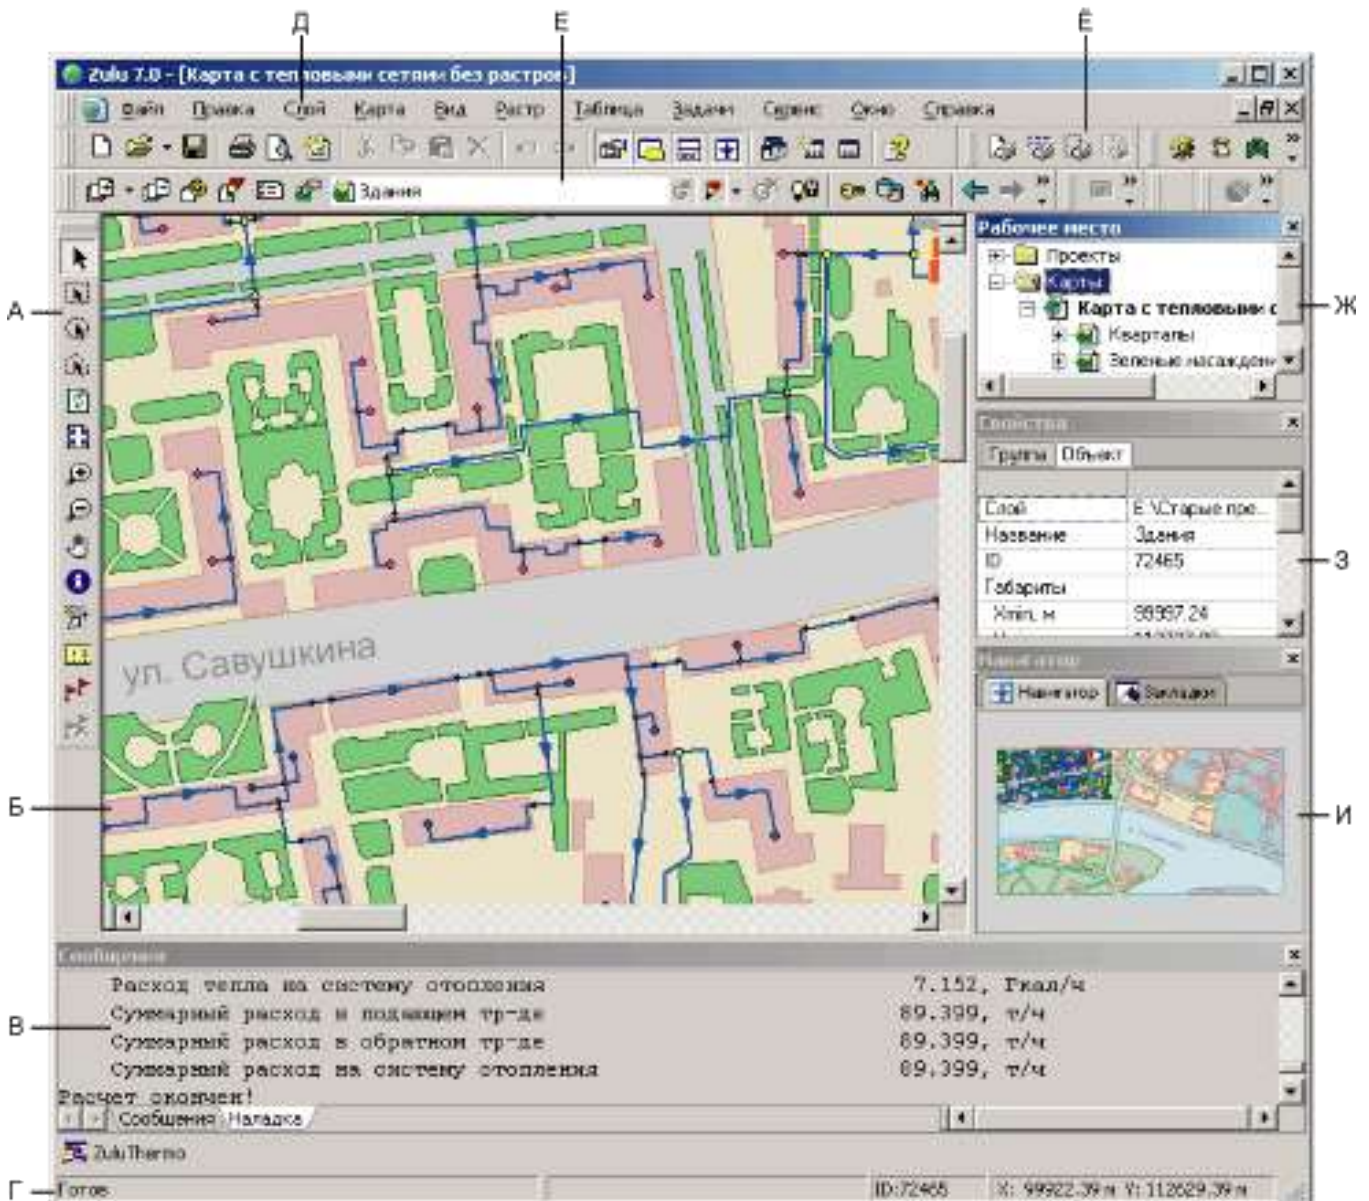 Д Е Ё
Zulu 7.0 - [Карта с тепловыми сетями без растров]
Файл Правка Слой Карта Вид Растр Таблица Задачи Сервис Окно Справка
Здания
А
Б
В
Г
ул. Савушкина
Рабочее место
Проекты
Карты
Карта с тепловыми с
Кварталы
Зеленые насажден
Ж
Свойства
Группа Объект
Слой Е:\Старые пре...
Название Здания
ID 72465
Габариты
Xmin, м 99997.24
З
Навигатор
Навигатор Закладки
И
Сообщения
Расход тепла на систему отопления 7.152, Гкал/ч
Суммарный расход в подающем тр-де 89.399, т/ч
Суммарный расход в обратном тр-де 89.399, т/ч
Суммарный расход на систему отопления 89.399, т/ч
Расчет окончен!
Сообщения Наладка
ZuluThermo
Готов ID:72465 X: 99922.39 м Y: 112629.39 м